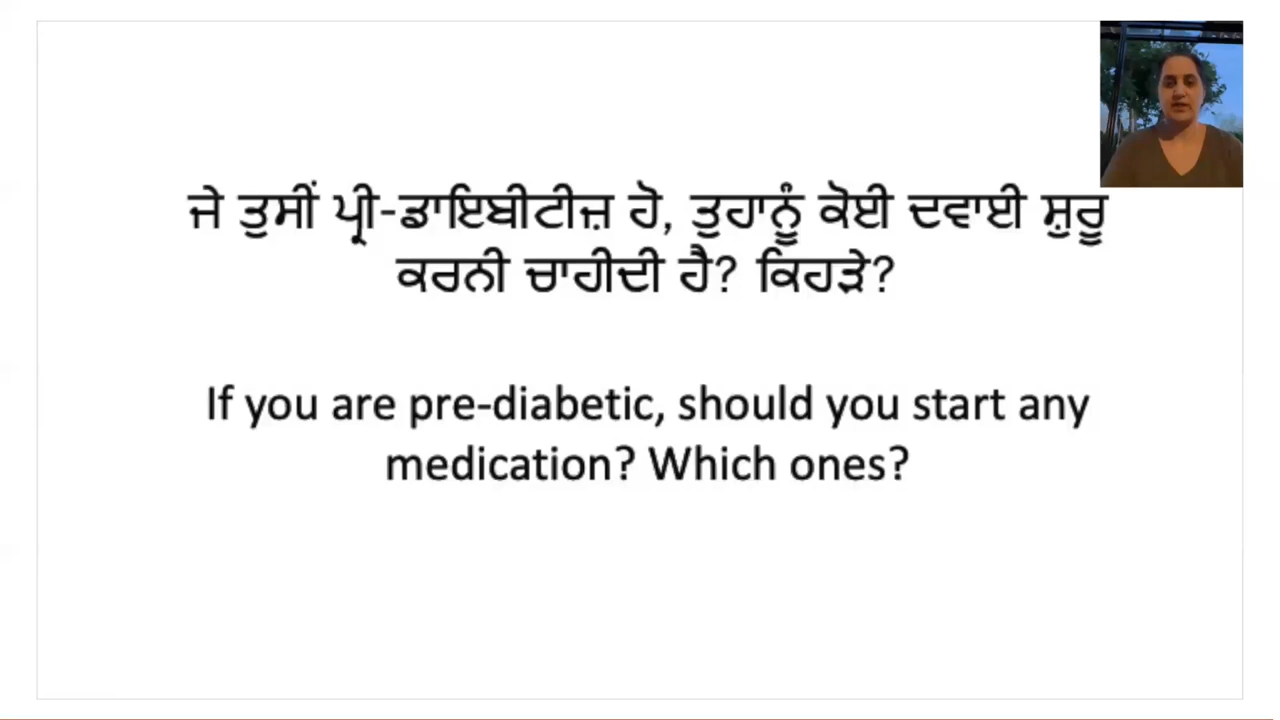 ਜੇ ਤੁਸੀਂ ਪ੍ਰੀ-ਡਾਇਬੀਟੀਜ਼ ਹੋ, ਤੁਹਾਨੂੰ ਕੋਈ ਦਵਾਈ ਸ਼ੁਰੂ
ਕਰਨੀ ਚਾਹੀਦੀ ਹੈ? ਕਿਹੜੇ?
If you are pre-diabetic, should you start any
medication? Which ones?